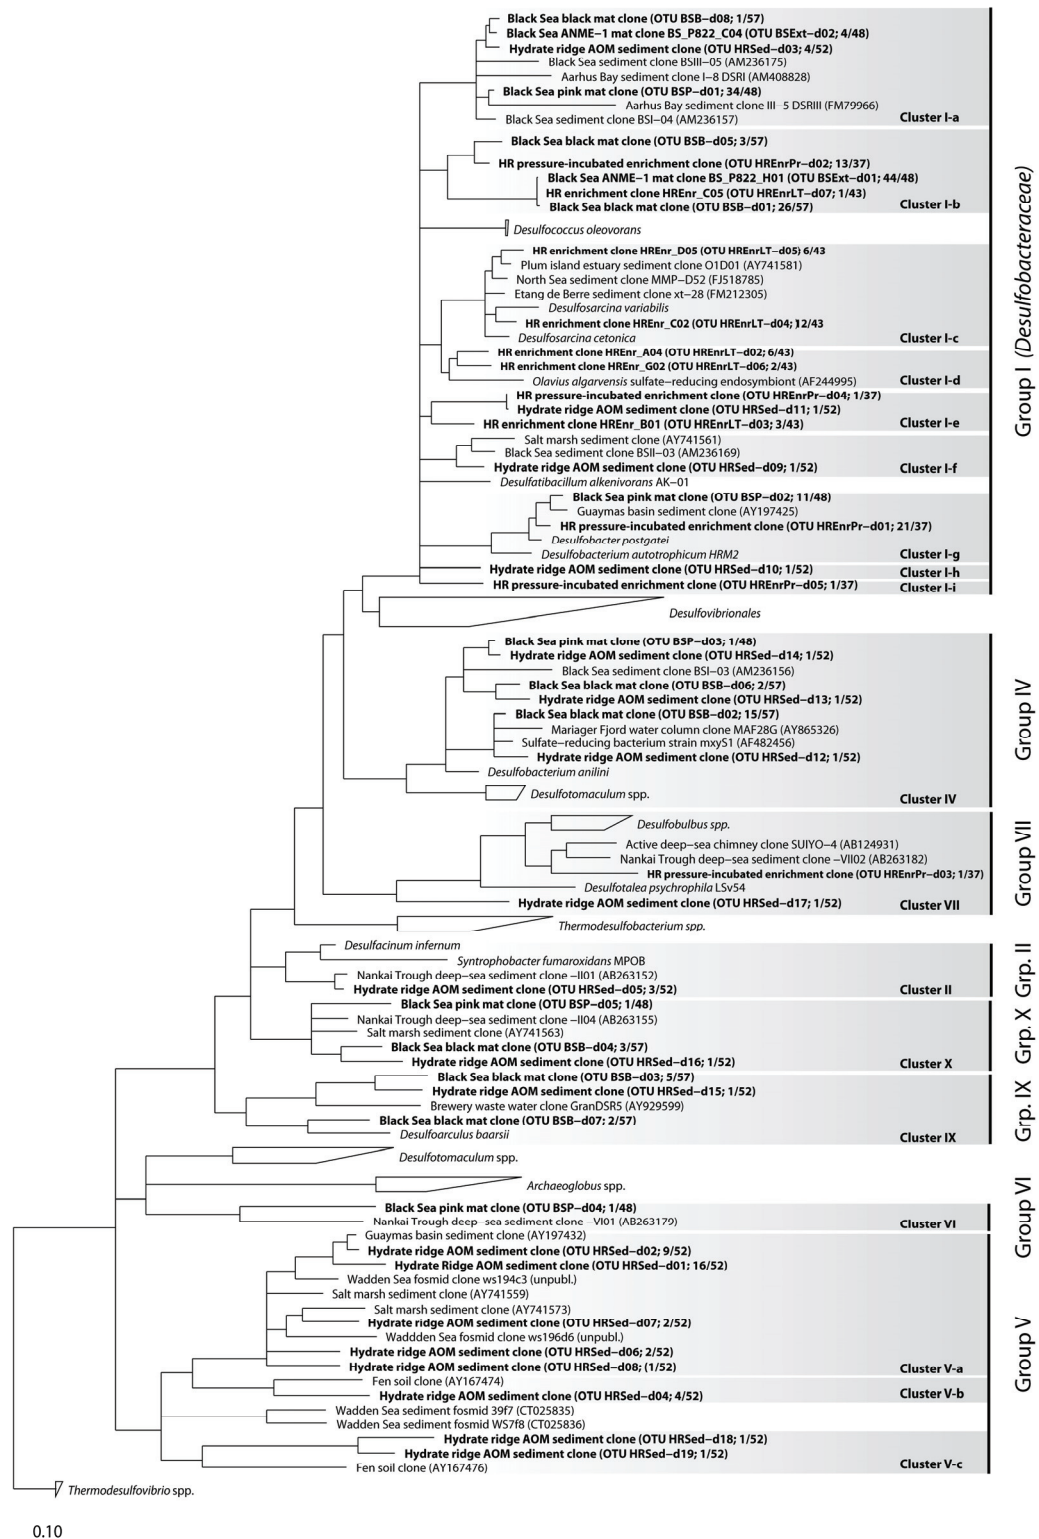 Black Sea black mat clone (OTU BSB–d08; 1/57)
Black Sea ANME–1 mat clone BS_P822_C04 (OTU BSExt–d02; 4/48)
Hydrate ridge AOM sediment clone (OTU HRSed–d03; 4/52)
Black Sea sediment clone BSIII–05 (AM236175)
Aarhus Bay sediment clone I–8 DSRI (AM408828)
Black Sea pink mat clone (OTU BSP–d01; 34/48)
Aarhus Bay sediment clone III–5 DSRIII (FM79966)
Black Sea sediment clone BSI–04 (AM236157)
Cluster I-a
Black Sea black mat clone (OTU BSB–d05; 3/57)
HR pressure-incubated enrichment clone (OTU HREnrPr–d02; 13/37)
Black Sea ANME–1 mat clone BS_P822_H01 (OTU BSExt–d01; 44/48)
HR enrichment clone HREnr_C05 (OTU HREnrLT–d07; 1/43)
Black Sea black mat clone (OTU BSB–d01; 26/57)
Cluster I-b
Desulfococcus oleovorans
HR enrichment clone HREnr_D05 (OTU HREnrLT–d05) 6/43
Plum island estuary sediment clone O1D01 (AY741581)
North Sea sediment clone MMP–D52 (FJ518785)
Etang de Berre sediment clone xt–28 (FM212305)
Desulfosarcina variabilis
HR enrichment clone HREnr_C02 (OTU HREnrLT–d04; 12/43
Desulfosarcina cetonica
Cluster I-c
HR enrichment clone HREnr_A04 (OTU HREnrLT–d02; 6/43)
HR enrichment clone HREnr_G02 (OTU HREnrLT–d06; 2/43)
Olavius algarvensis sulfate–reducing endosymbiont (AF244995)
Cluster I-d
HR pressure-incubated enrichment clone (OTU HREnrPr–d04; 1/37)
Hydrate ridge AOM sediment clone (OTU HRSed–d11; 1/52)
HR enrichment clone HREnr_B01 (OTU HREnrLT–d03; 3/43)
Cluster I-e
Salt marsh sediment clone (AY741561)
Black Sea sediment clone BSII–03 (AM236169)
Hydrate ridge AOM sediment clone (OTU HRSed–d09; 1/52)
Cluster I-f
Desulfatibacillum alkenivorans AK–01
Black Sea pink mat clone (OTU BSP–d02; 11/48)
Guaymas basin sediment clone (AY197425)
HR pressure-incubated enrichment clone (OTU HREnrPr–d01; 21/37)
Desulfobacter postgatei
Desulfobacterium autotrophicum HRM2
Cluster I-g
Hydrate ridge AOM sediment clone (OTU HRSed–d10; 1/52)
Cluster I-h
HR pressure-incubated enrichment clone (OTU HREnrPr–d05; 1/37)
Cluster I-i
Group I (Desulfobacteraceae)
Desulfovibrionales
Black Sea pink mat clone (OTU BSP–d03; 1/48)
Hydrate ridge AOM sediment clone (OTU HRSed–d14; 1/52)
Black Sea sediment clone BSI–03 (AM236156)
Black Sea black mat clone (OTU BSB–d06; 2/57)
Hydrate ridge AOM sediment clone (OTU HRSed–d13; 1/52)
Black Sea black mat clone (OTU BSB–d02; 15/57)
Mariager Fjord water column clone MAF28G (AY865326)
Sulfate–reducing bacterium strain mxyS1 (AF482456)
Hydrate ridge AOM sediment clone (OTU HRSed–d12; 1/52)
Desulfobacterium anilini
Desulfotomaculum spp.
Cluster IV
Group IV
Desulfobulbus spp.
Active deep–sea chimney clone SUIYO–4 (AB124931)
Nankai Trough deep–sea sediment clone –VII02 (AB263182)
HR pressure-incubated enrichment clone (OTU HREnrPr–d03; 1/37)
Desulfotalea psychrophila LSv54
Hydrate ridge AOM sediment clone (OTU HRSed–d17; 1/52)
Cluster VII
Group VII
Thermodesulfobacterium spp.
Desulfacinum infernum
Syntrophobacter fumaroxidans MPOB
Nankai Trough deep–sea sediment clone –II01 (AB263152)
Hydrate ridge AOM sediment clone (OTU HRSed–d05; 3/52)
Cluster II
Grp. II
Black Sea pink mat clone (OTU BSP–d05; 1/48)
Nankai Trough deep–sea sediment clone –II04 (AB263155)
Salt marsh sediment clone (AY741563)
Black Sea black mat clone (OTU BSB–d04; 3/57)
Hydrate ridge AOM sediment clone (OTU HRSed–d16; 1/52)
Cluster X
Grp. X
Black Sea black mat clone (OTU BSB–d03; 5/57)
Hydrate ridge AOM sediment clone (OTU HRSed–d15; 1/52)
Brewery waste water clone GranDSR5 (AY929599)
Black Sea black mat clone (OTU BSB–d07; 2/57)
Desulfoarculus baarsii
Cluster IX
Grp. IX
Desulfotomaculum spp.
Archaeoglobus spp.
Black Sea pink mat clone (OTU BSP–d04; 1/48)
Nankai Trough deep–sea sediment clone –VI01 (AB263179)
Cluster VI
Group VI
Guaymas basin sediment clone (AY197432)
Hydrate ridge AOM sediment clone (OTU HRSed–d02; 9/52)
Hydrate Ridge AOM sediment clone (OTU HRSed–d01; 16/52)
Wadden Sea fosmid clone ws194c3 (unpubl.)
Salt marsh sediment clone (AY741559)
Salt marsh sediment clone (AY741573)
Hydrate ridge AOM sediment clone (OTU HRSed–d07; 2/52)
Waddden Sea fosmid clone ws196d6 (unpubl.)
Hydrate ridge AOM sediment clone (OTU HRSed–d06; 2/52)
Hydrate ridge AOM sediment clone (OTU HRSed–d08; (1/52)
Cluster V-a
Fen soil clone (AY167474)
Hydrate ridge AOM sediment clone (OTU HRSed–d04; 4/52)
Cluster V-b
Wadden Sea sediment fosmid 39f7 (CT025835)
Wadden Sea sediment fosmid WS7f8 (CT025836)
Hydrate ridge AOM sediment clone (OTU HRSed–d18; 1/52)
Hydrate ridge AOM sediment clone (OTU HRSed–d19; 1/52)
Fen soil clone (AY167476)
Cluster V-c
Group V
Thermodesulfovibrio spp.
0.10